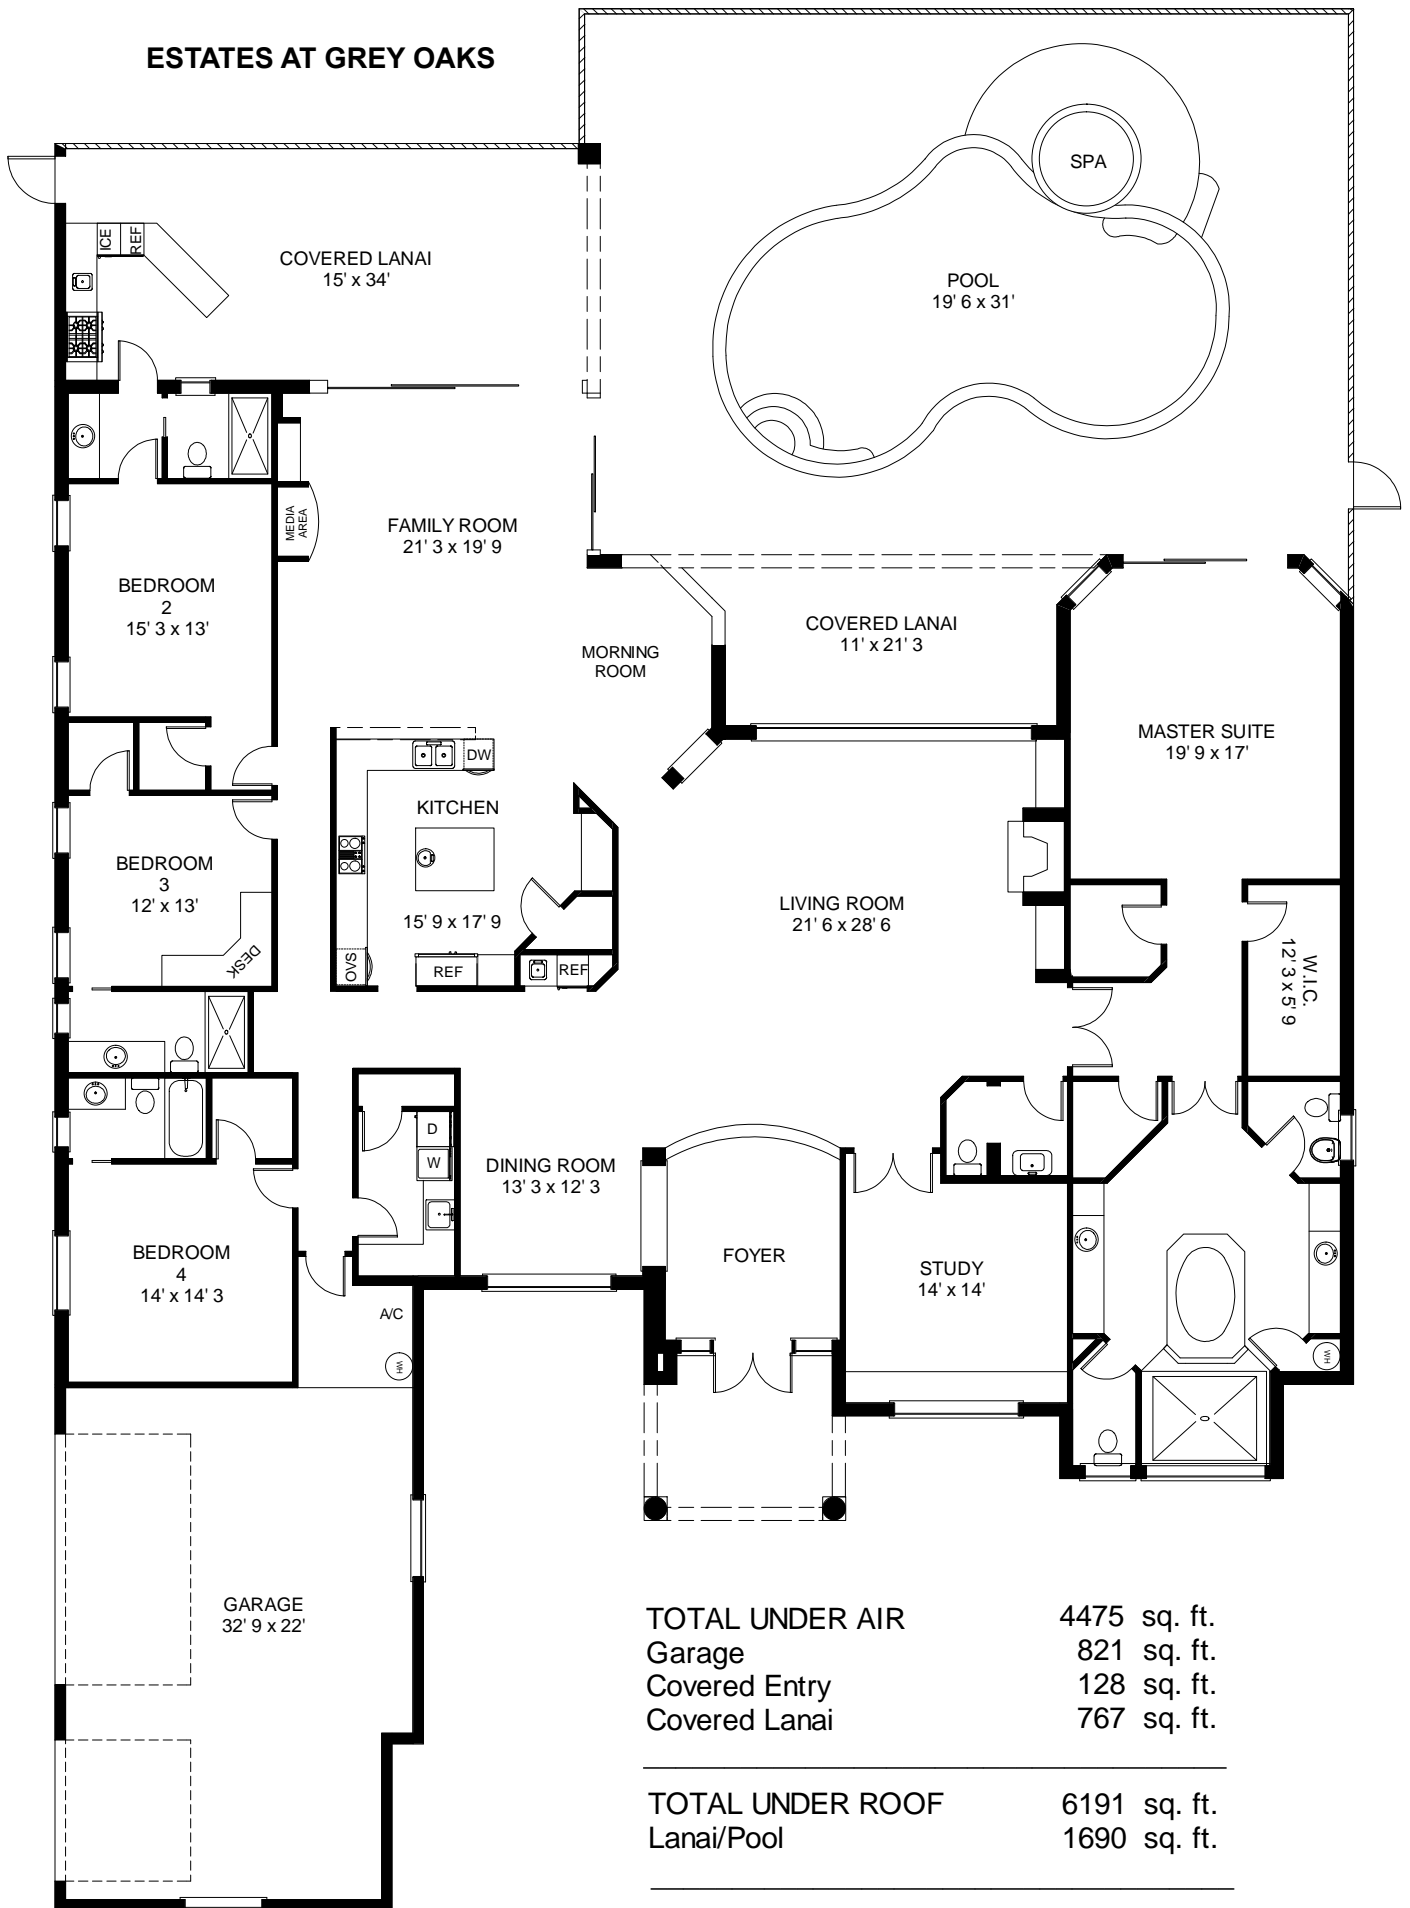 ESTATES AT GREY OAKS
SPA
ICE
REF
COVERED LANAI
15' x 34'
POOL
19' 6 x 31'
MEDIA
AREA
FAMILY ROOM
21' 3 x 19' 9
BEDROOM
2
15' 3 x 13'
COVERED LANAI
11' x 21' 3
MORNING
ROOM
MASTER SUITE
19' 9 x 17'
DW
KITCHEN
15' 9 x 17' 9
BEDROOM
3
12' x 13'
DESK
OVS
REF
REF
LIVING ROOM
21' 6 x 28' 6
W.I.C.
12' 3 x 5' 9
D
W
DINING ROOM
13' 3 x 12' 3
BEDROOM
4
14' x 14' 3
FOYER
STUDY
14' x 14'
A/C
WH
WH
GARAGE
32' 9 x 22'
TOTAL UNDER AIR 4475 sq. ft.
Garage 821 sq. ft.
Covered Entry 128 sq. ft.
Covered Lanai 767 sq. ft.
TOTAL UNDER ROOF 6191 sq. ft.
Lanai/Pool 1690 sq. ft.